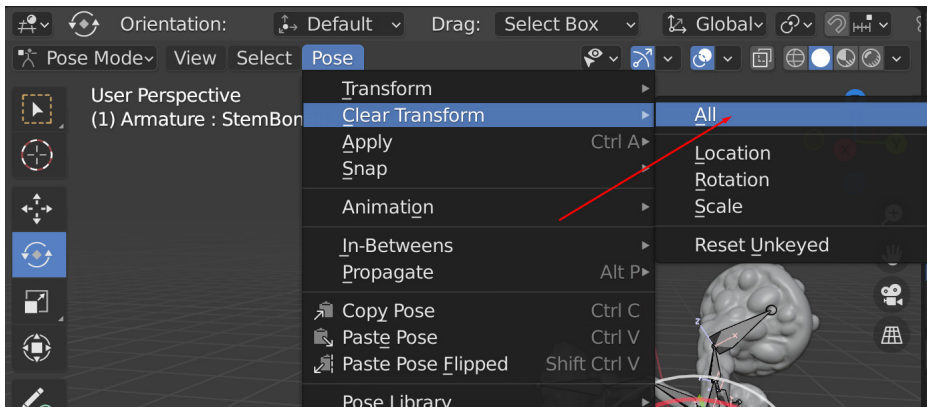 Orientation: Default Drag: Select Box Global
Pose Mode View Select Pose
User Perspective
(1) Armature : StemBon
Transform
Clear Transform
Apply Ctrl A
Snap
Animation
In-Betweens
Propagate Alt P
Copy Pose Ctrl C
Paste Pose Ctrl V
Paste Pose Flipped Shift Ctrl V
Pose Library
All
Location
Rotation
Scale
Reset Unkeyed